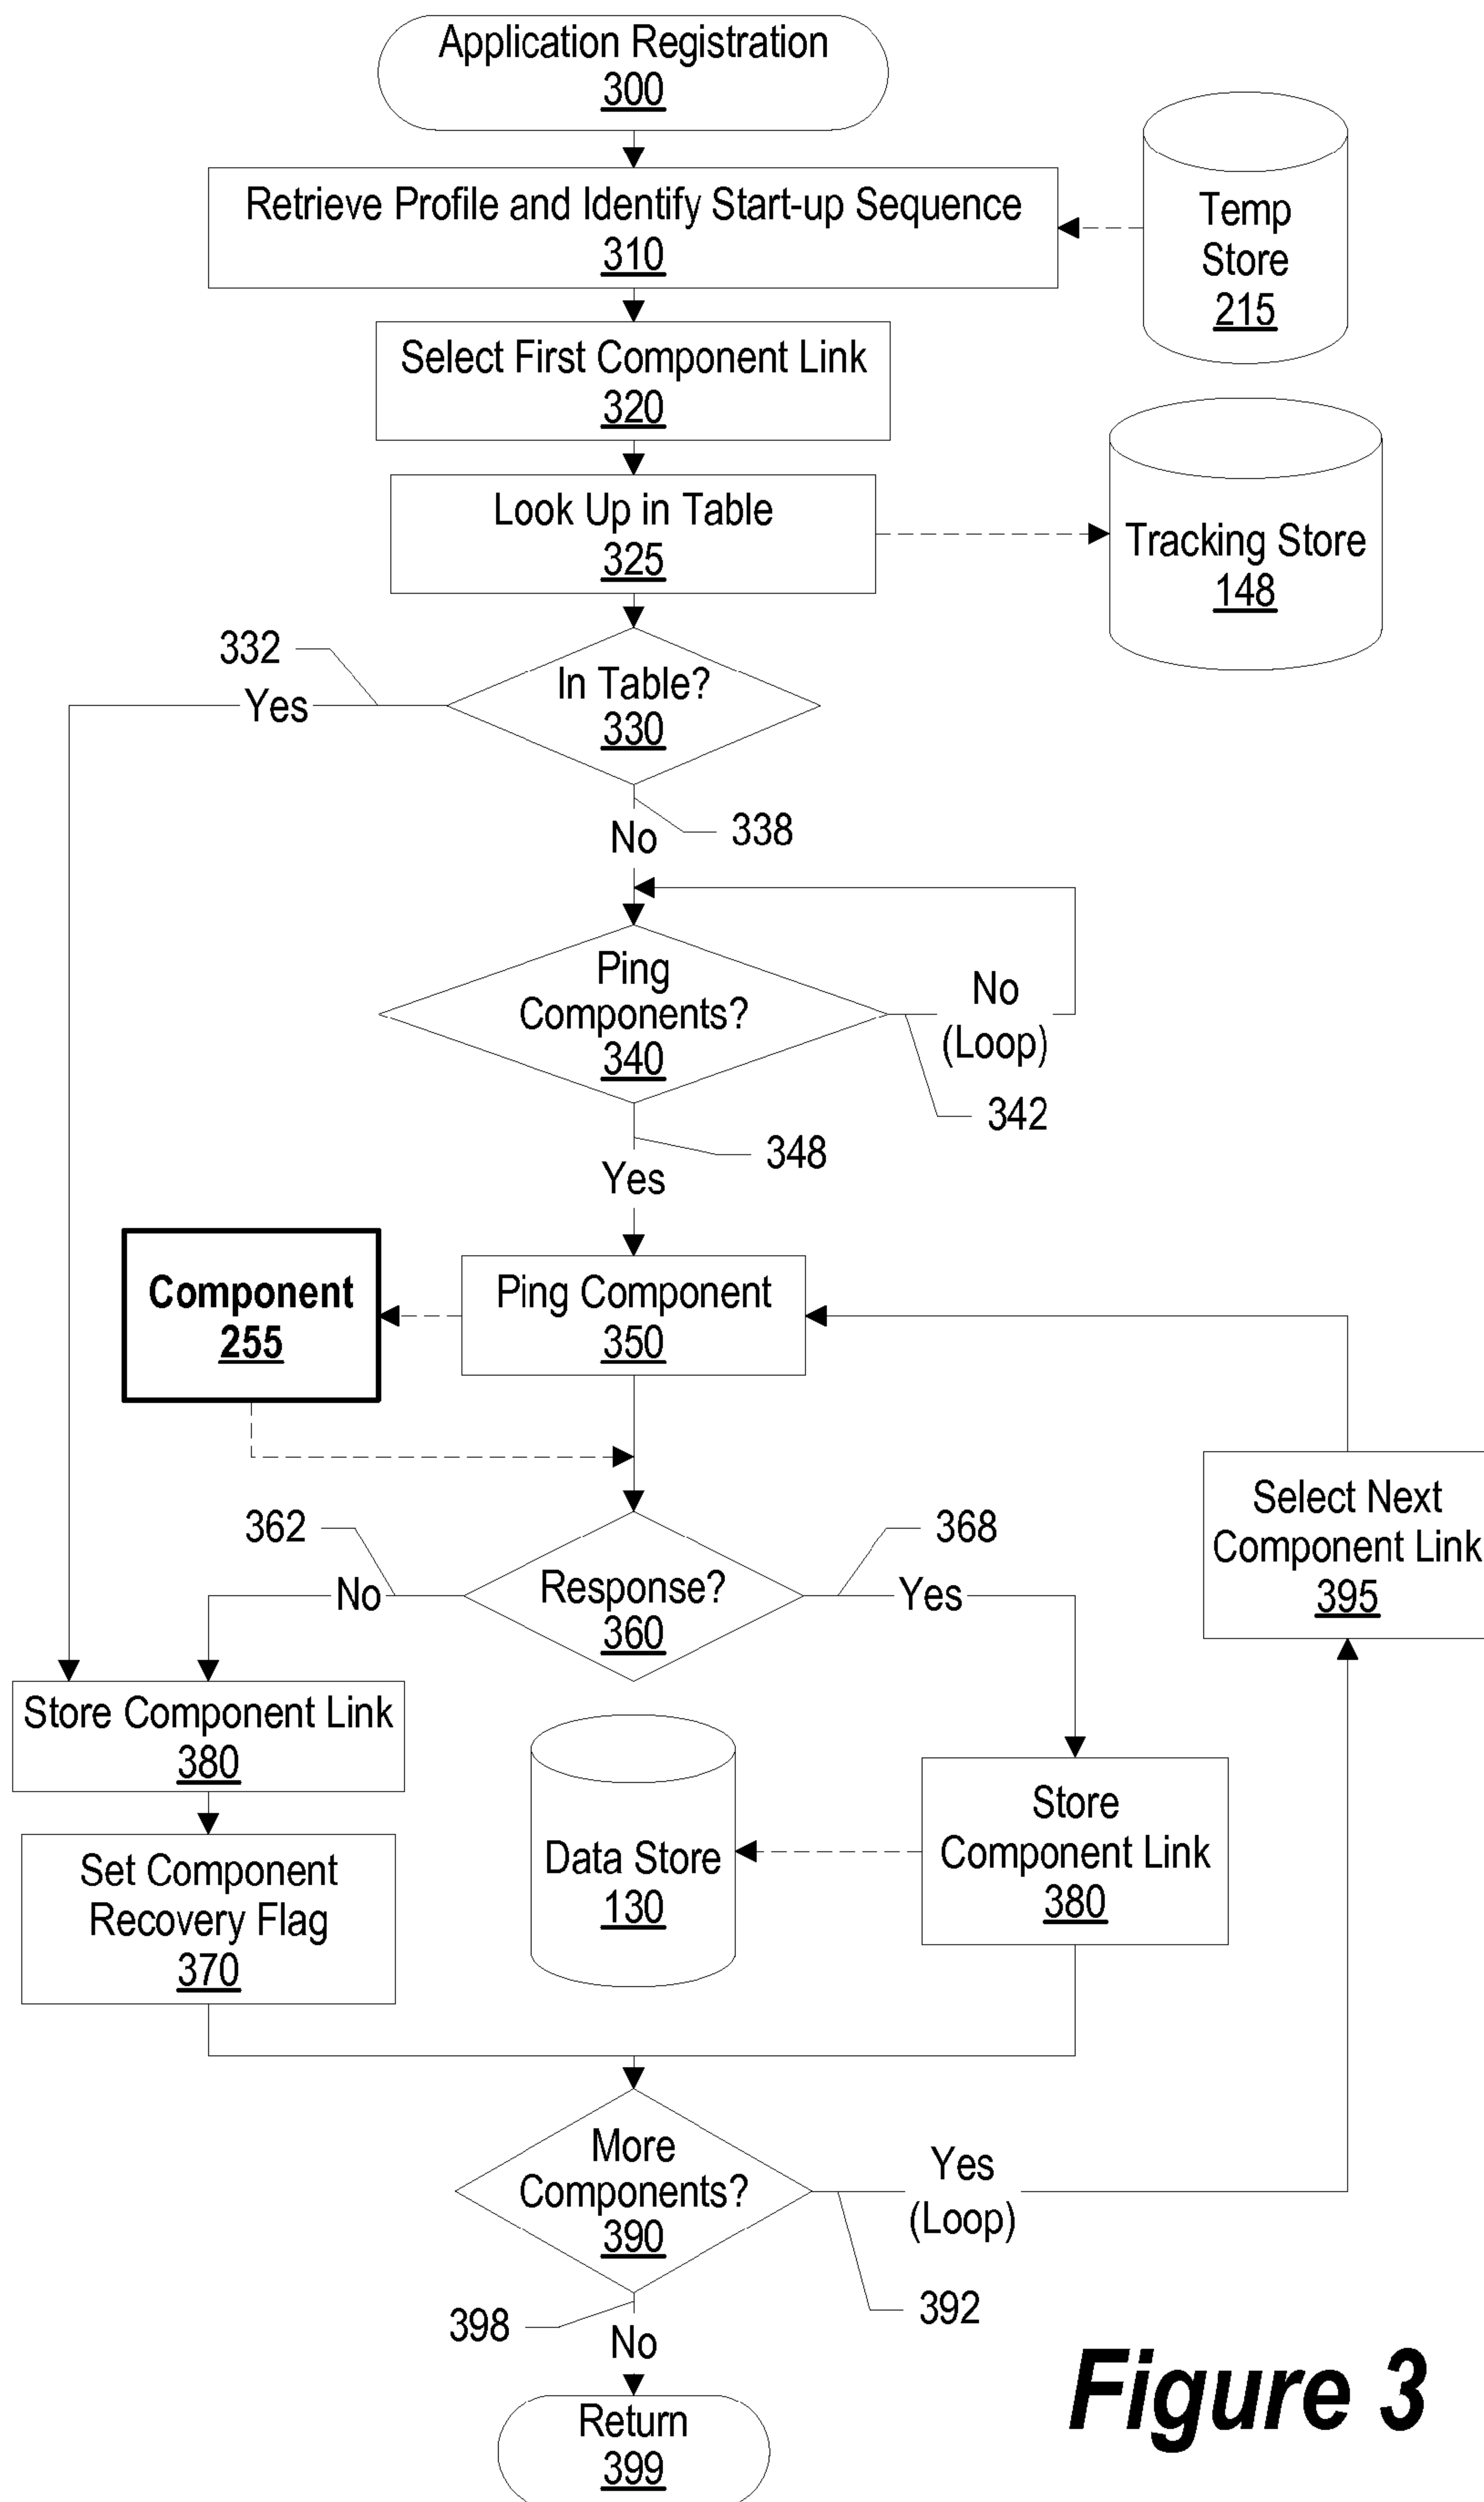 Application Registration
300
Retrieve Profile and Identify Start-up Sequence
310
Temp
Store
215
Select First Component Link
320
Look Up in Table
325
Tracking Store
148
332
Yes
In Table?
330
338
No
Ping
Components?
340
No
(Loop)
342
348
Yes
Component
255
Ping Component
350
362
No
Response?
360
368
Yes
Select Next
Component Link
395
Store Component Link
380
Set Component
Recovery Flag
370
Data Store
130
Store
Component Link
380
More
Components?
390
Yes
(Loop)
392
398
No
Return
399
Figure 3